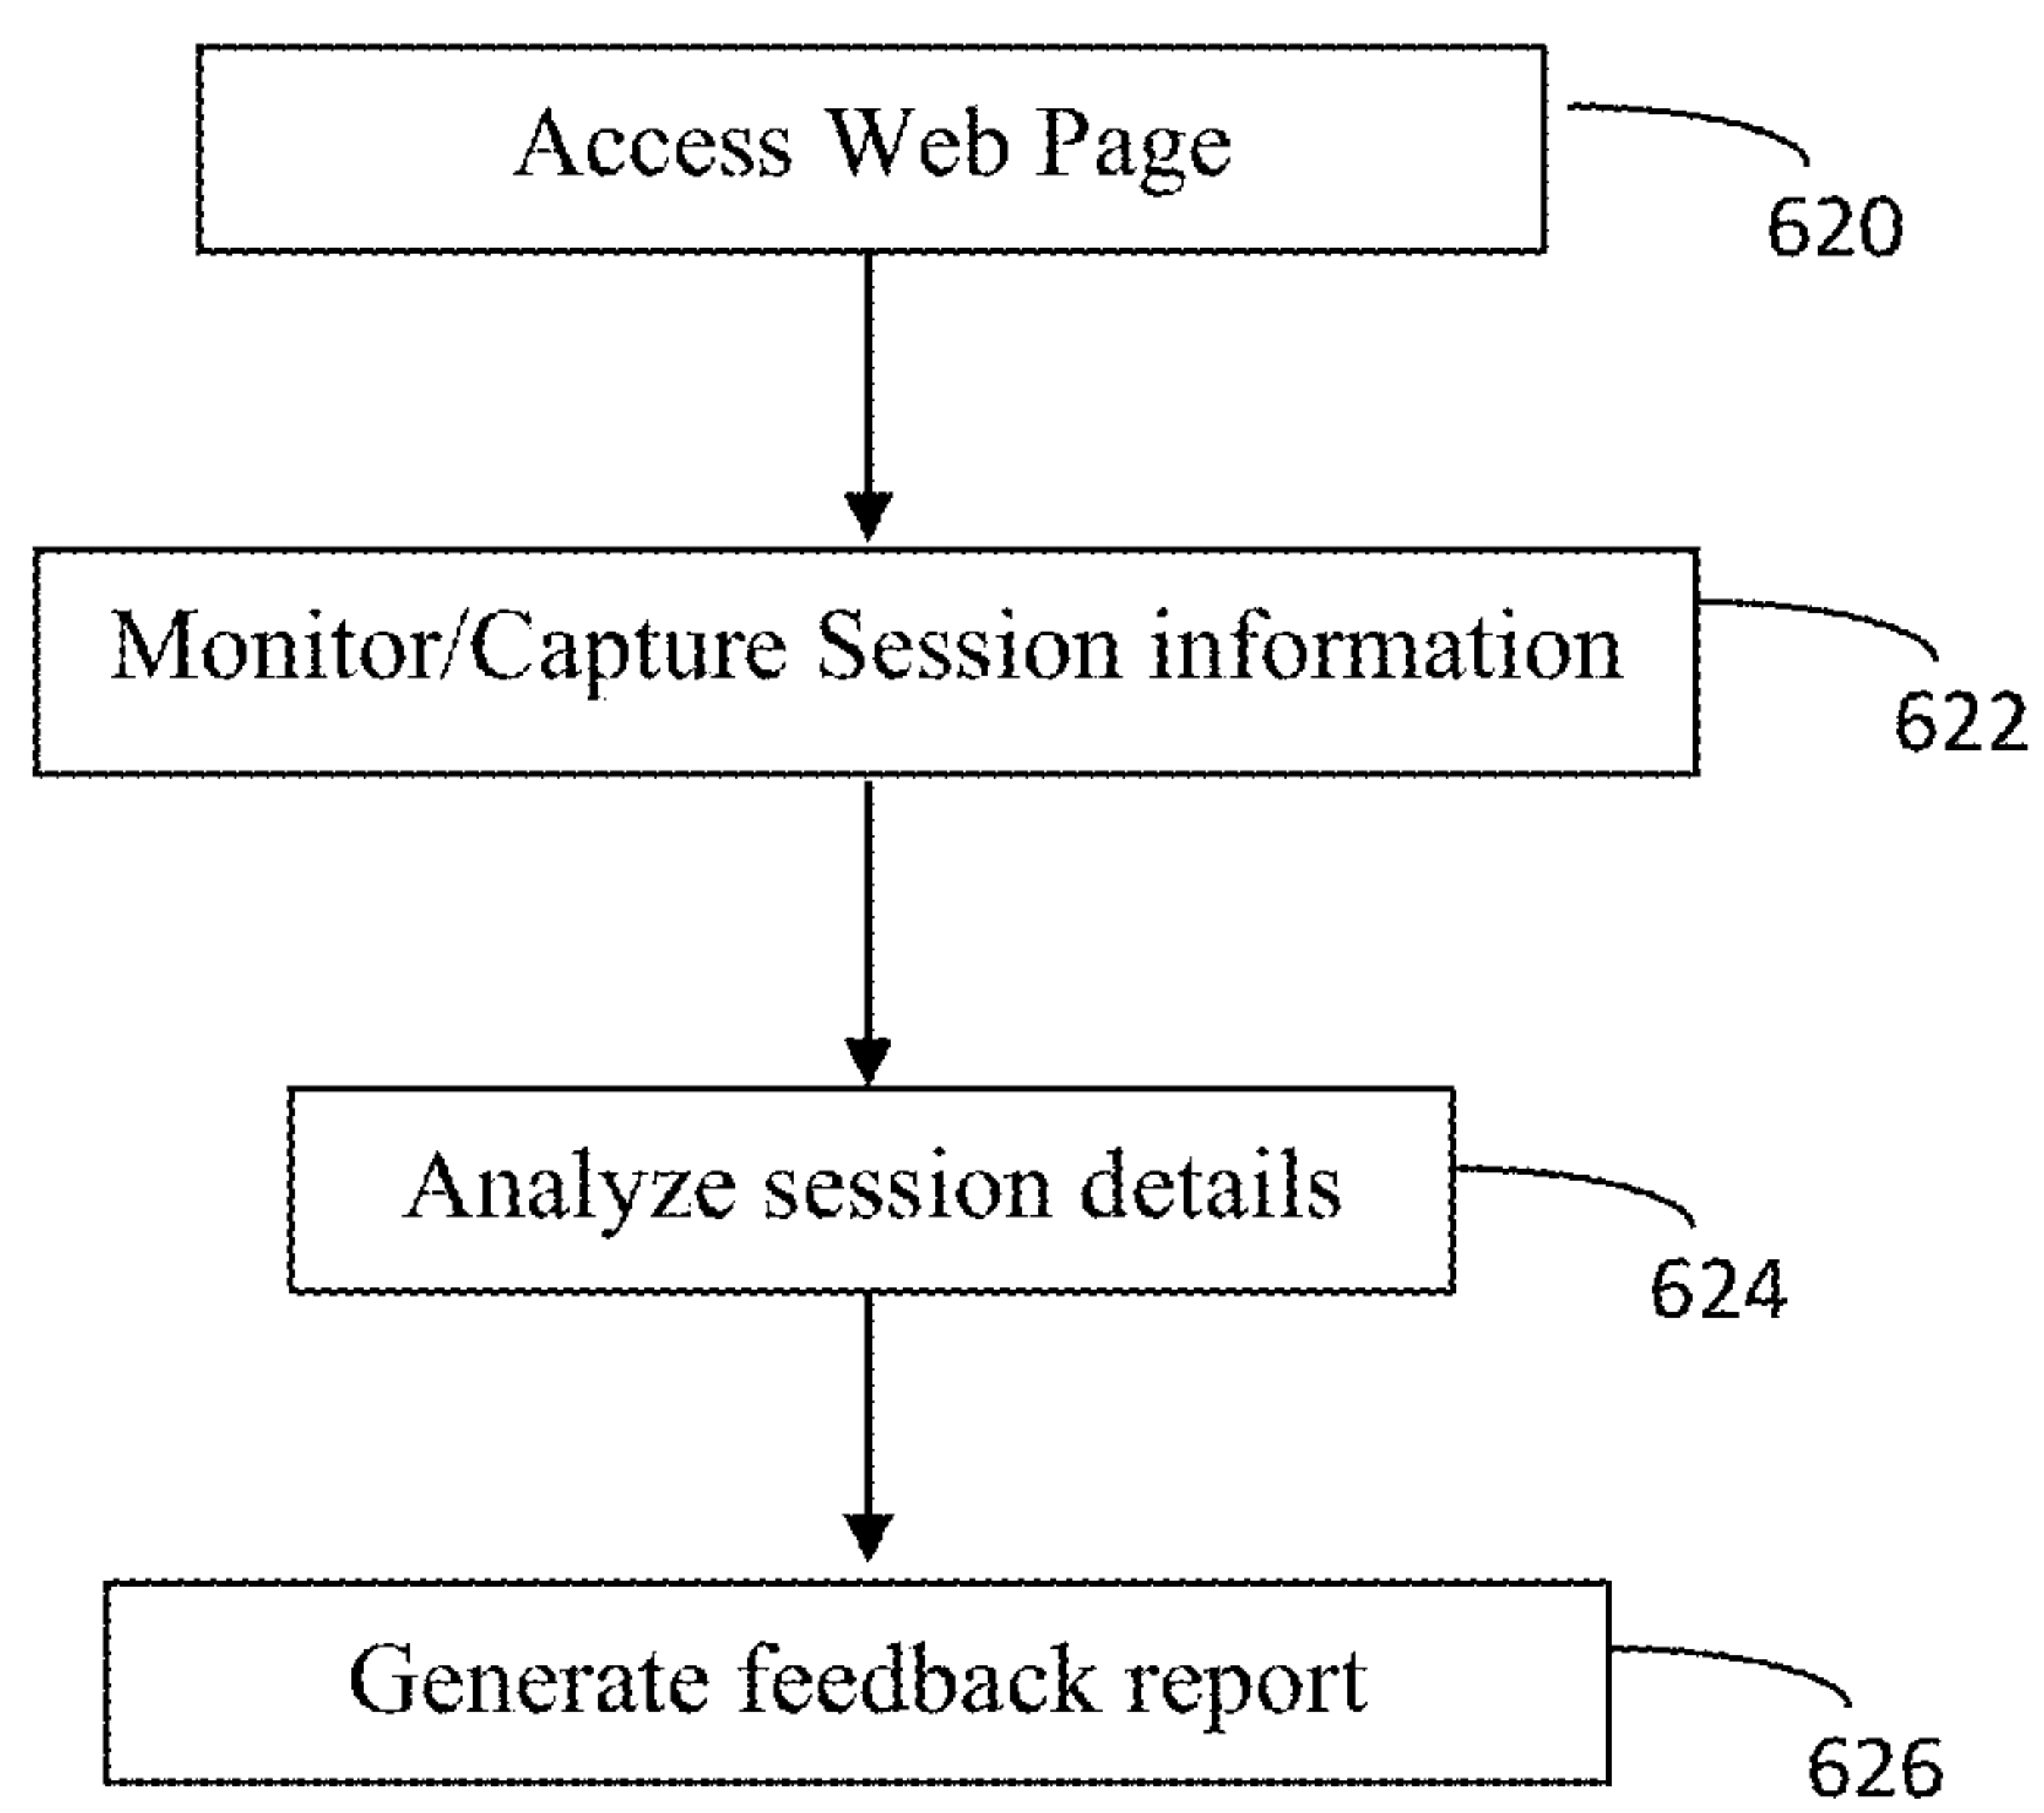 Access Web Page
620
Monitor/Capture Session information
622
Analyze session details
624
Generate feedback report
626